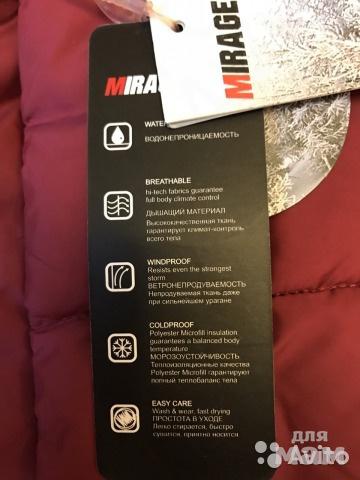 MIRAGE
MIRAGE
ВОДОНЕПРОНИЦАЕМОСТЬ
BREATHABLE
hi-tech fabrics guarantee
full body climate control
ДЫШАЩИЙ МАТЕРИАЛ
Высококачественная ткань
гарантирует климат-контроль
всего тела
WINDPROOF
Resists even the strongest
storm
ВЕТРОНЕПРОДУВАЕМОСТЬ
Непродуваемая ткань даже
при сильнейшем урагане
COLDPROOF
Polyester Microfill insulation
guarantees a balanced body
temperature
МОРОЗОУСТОЙЧИВОСТЬ
Теплоизоляционные качества
Polyester Microfill гарантируют
полный теплобаланс тела
EASY CARE
Wash & wear, fast drying
ПРОСТОТА В УХОДЕ
Легко стирается, быстро
сушится, приятно носится
для
Avito